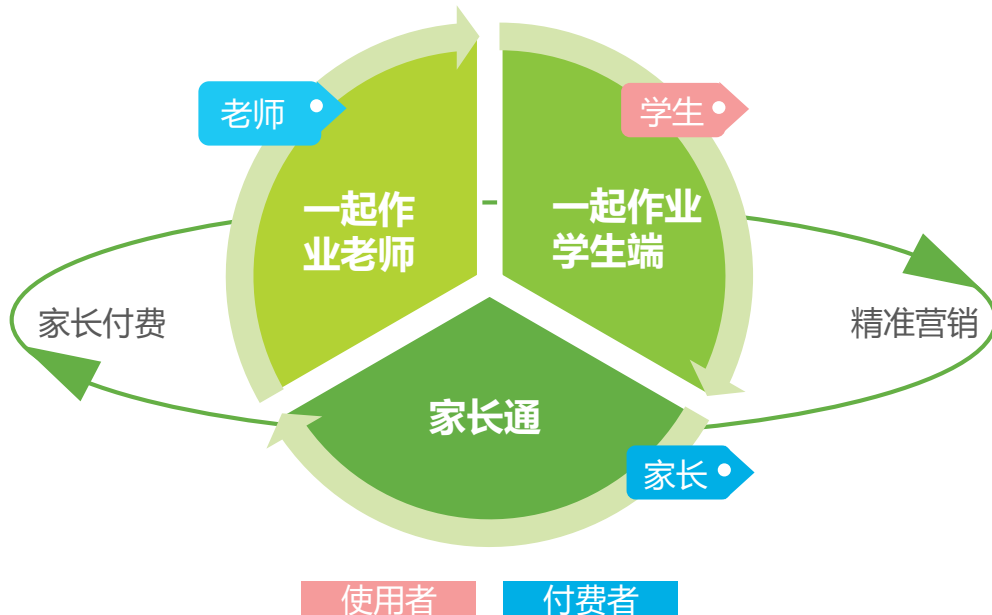 老师
学生
一起作
业老师
一起作业
学生端
家长付费
精准营销
家长通
家长
使用者
付费者